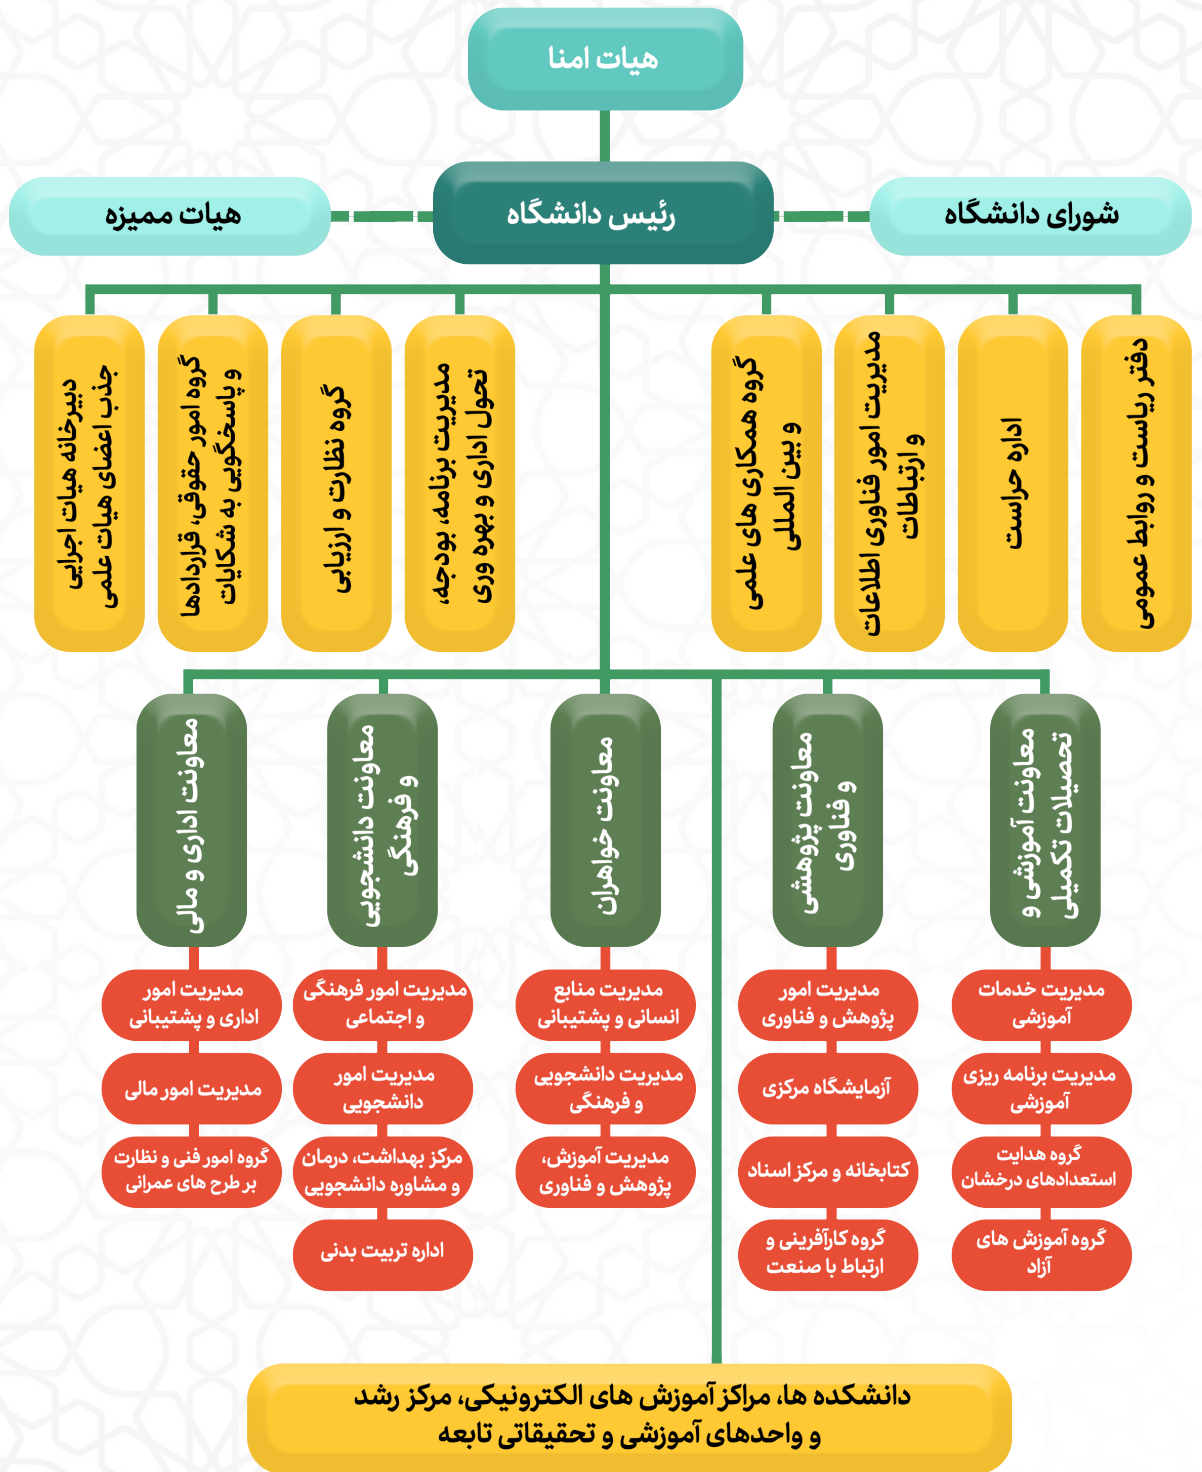 هیات امنا
شورای دانشگاه
رئیس دانشگاه
هیات ممیزه
دفتر ریاست و روابط عمومی
اداره حراست
مدیریت امور فناوری اطلاعات
و ارتباطات
گروه همکاری های علمی
و بین المللی
مدیریت برنامه، بودجه،
تحول اداری و بهره وری
گروه نظارت و ارزیابی
گروه امور حقوقی، قراردادها
و پاسخگویی به شکایات
دبیرخانه هیات اجرایی
جذب اعضای هیات علمی
معاونت آموزشی و
تحصیلات تکمیلی
معاونت پژوهشی
و فناوری
معاونت خواهران
معاونت دانشجویی
و فرهنگی
معاونت اداری و مالی
مدیریت خدمات
آموزشی
مدیریت برنامه ریزی
آموزشی
گروه هدایت
استعدادهای درخشان
گروه آموزش های
آزاد
مدیریت امور
پژوهش و فناوری
آزمایشگاه مرکزی
کتابخانه و مرکز اسناد
گروه کارآفرینی و
ارتباط با صنعت
مدیریت منابع
انسانی و پشتیبانی
مدیریت دانشجویی
و فرهنگی
مدیریت آموزش،
پژوهش و فناوری
مدیریت امور فرهنگی
و اجتماعی
مدیریت امور
دانشجویی
مرکز بهداشت، درمان
و مشاوره دانشجویی
اداره تربیت بدنی
مدیریت امور
اداری و پشتیبانی
مدیریت امور مالی
گروه امور فنی و نظارت
بر طرح های عمرانی
دانشکده ها، مراکز آموزش های الکترونیکی، مرکز رشد
و واحدهای آموزشی و تحقیقاتی تابعه